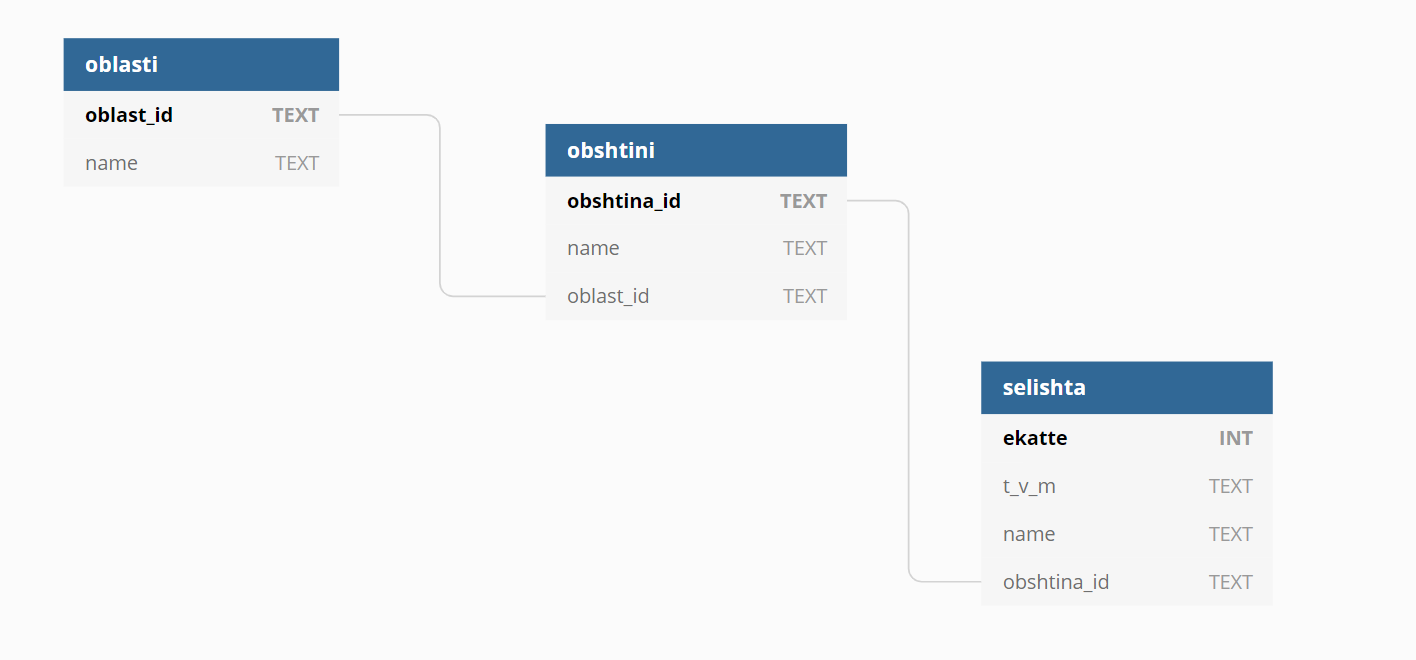 oblasti
oblast_id TEXT
name TEXT
obshtini
obshtina_id TEXT
name TEXT
oblast_id TEXT
selishta
ekatte INT
t_v_m TEXT
name TEXT
obshtina_id TEXT